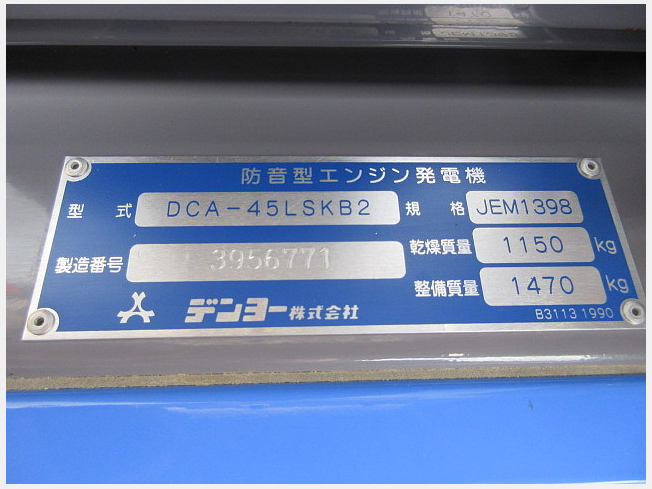 防音型エンジン発電機
型式 DCA-45LSKB2 規格 JEM1398
製造番号 3956771 乾燥質量 1150 kg
整備質量 1470 kg
デンヨー株式会社
B3113 1990